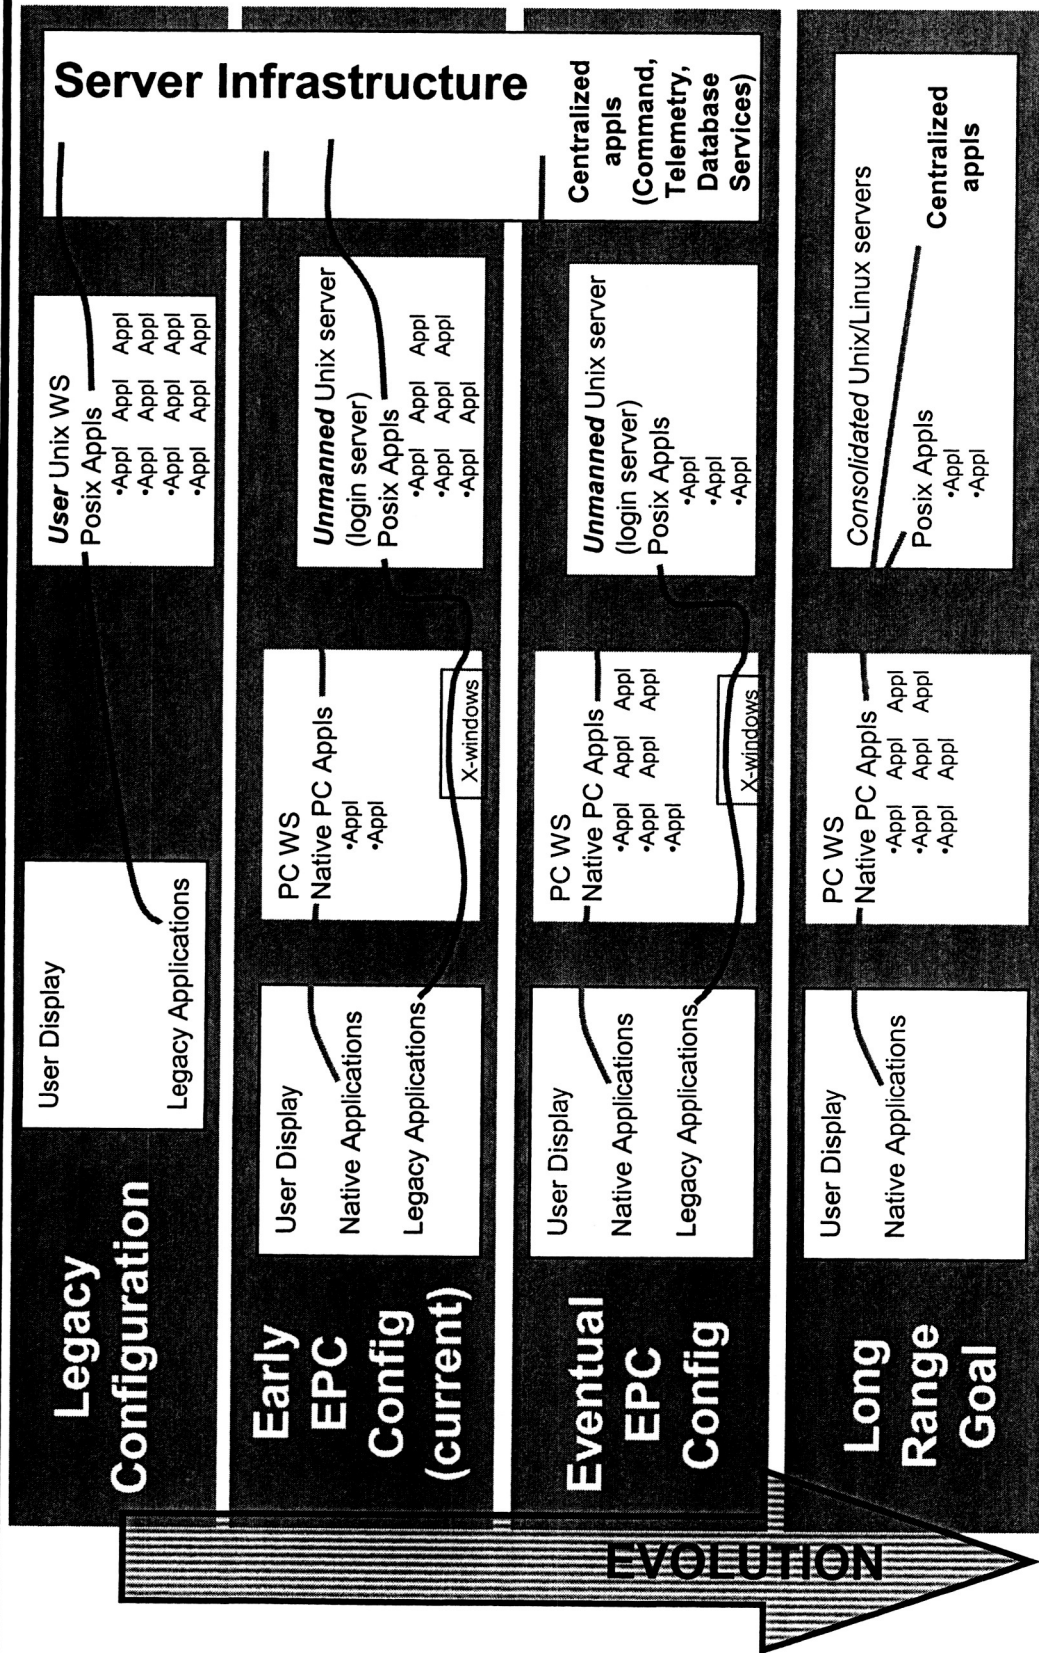 Server Infrastructure
Centralized
appls
(Command,
Telemetry,
Database
Services)
Legacy
Configuration
User Display
Legacy Applications
User Unix WS
Posix Appls
•Appl Appl Appl
•Appl Appl Appl
•Appl Appl Appl
•Appl Appl Appl
Early
EPC
Config
(current)
User Display
Native Applications
Legacy Applications
PC WS
Native PC Appls
•Appl
•Appl
X-windows
Unmanned Unix server
(login server)
Posix Appls
•Appl Appl Appl
•Appl Appl Appl
•Appl Appl
Eventual
EPC
Config
User Display
Native Applications
Legacy Applications
PC WS
Native PC Appls
•Appl Appl Appl
•Appl Appl Appl
•Appl
X-windows
Unmanned Unix server
(login server)
Posix Appls
•Appl
•Appl
•Appl
Long
Range
Goal
User Display
Native Applications
PC WS
Native PC Appls
•Appl Appl Appl
•Appl Appl Appl
•Appl Appl
Consolidated Unix/Linux servers
Posix Appls
•Appl
•Appl
Centralized
appls
EVOLUTION